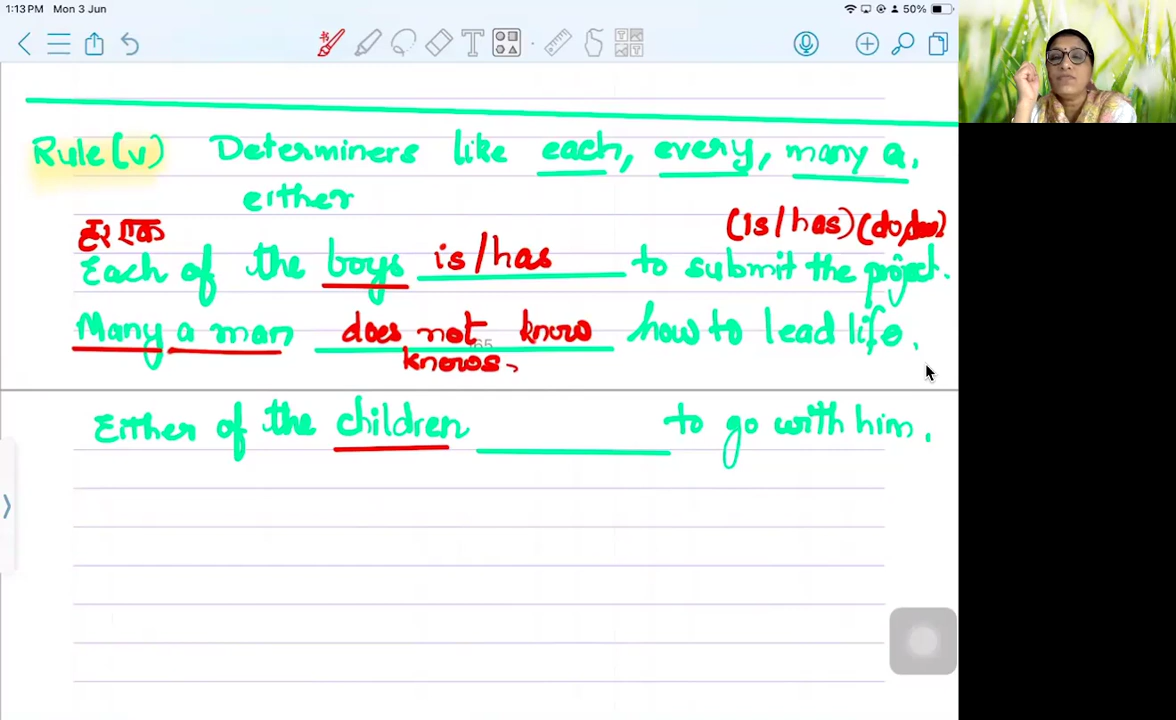 1:13 PM Mon 3 Jun
50%
Rule (v) Determiners like each, every, many a,
either
हर एक
(is/has) (do/does)
Each of the boys is/has to submit the project.
Many a man does not know how to lead life.
65
knows.
Either of the children to go with him.